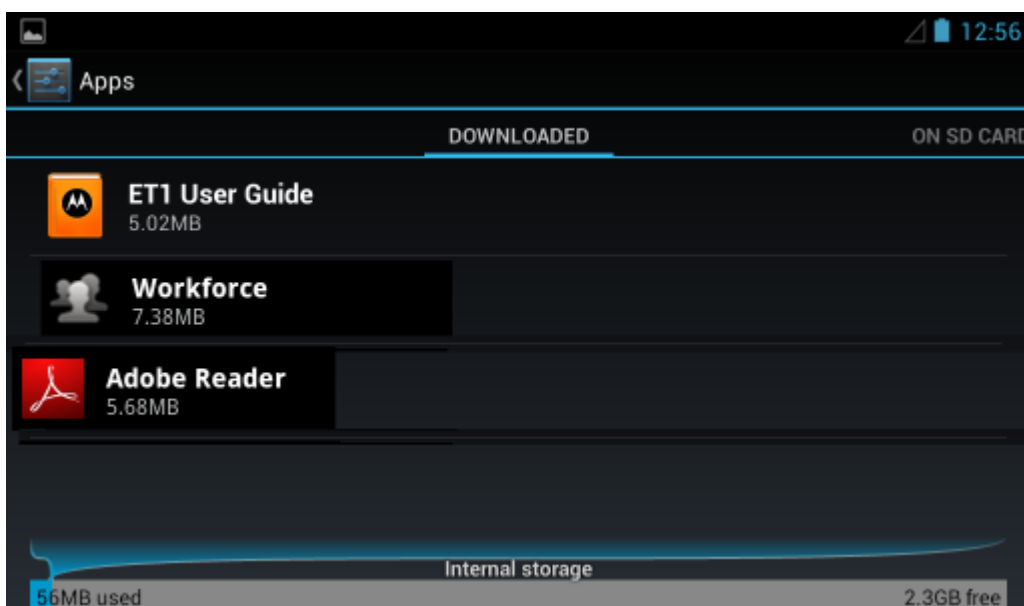 12:56
Apps
DOWNLOADED ON SD CARD
ET1 User Guide
5.02MB
Workforce
7.38MB
Adobe Reader
5.68MB
Internal storage
56MB used 2.3GB free